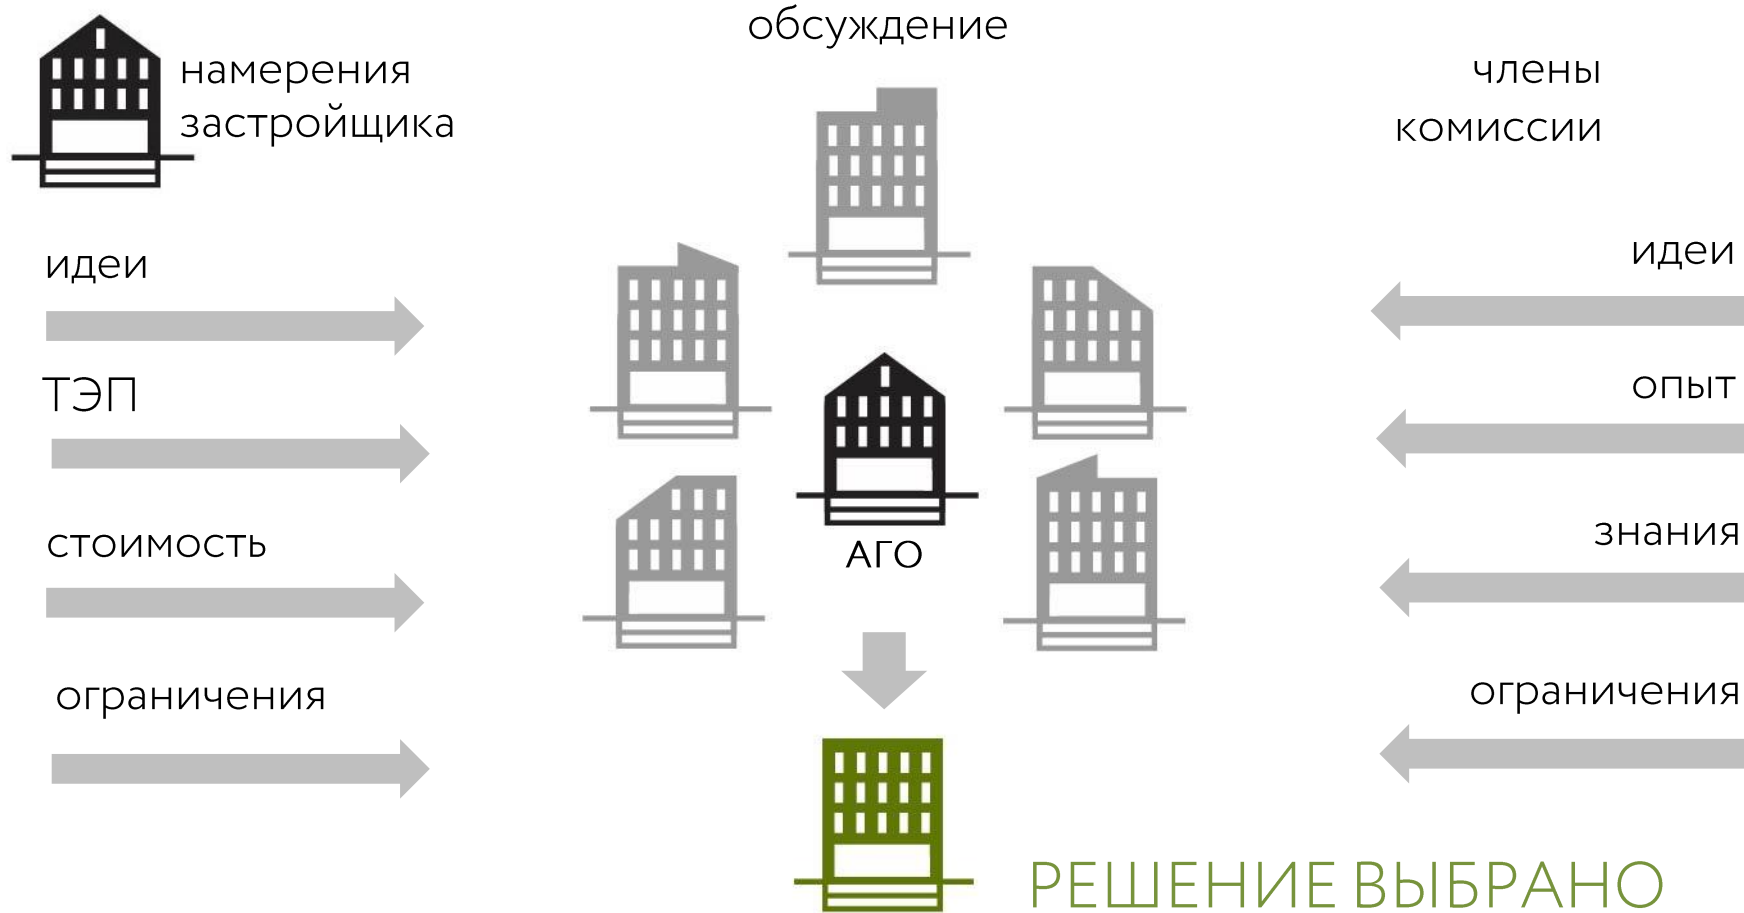 намерения
застройщика
идеи
ТЭП
стоимость
ограничения
обсуждение
АГО
члены
комиссии
идеи
опыт
знания
ограничения
РЕШЕНИЕ ВЫБРАНО